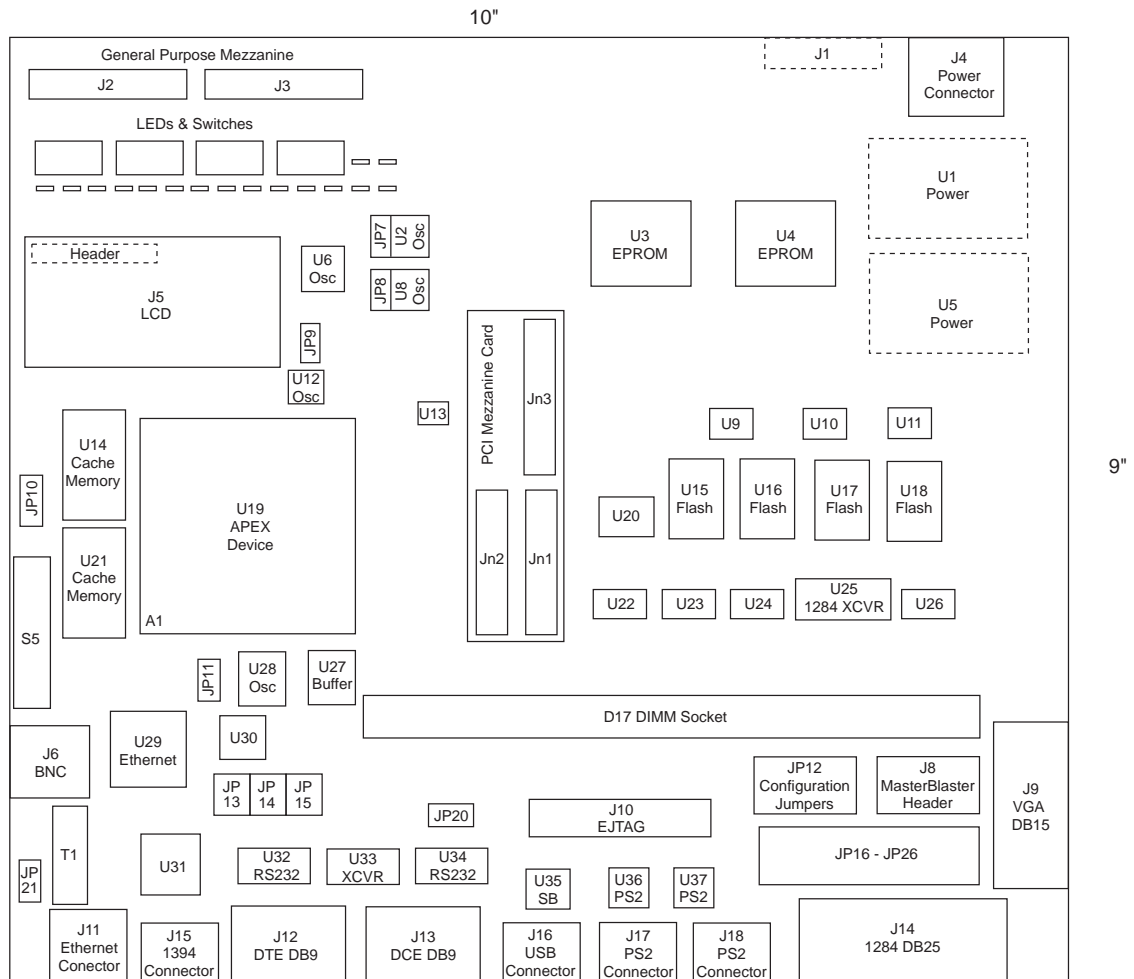 10"
General Purpose Mezzanine
J1
J4
Power
Connector
J2
J3
LEDs & Switches
U1
Power
JP7
U2
Osc
U3
EPROM
U4
EPROM
Header
U6
Osc
JP8
U8
Osc
J5
LCD
U5
Power
JP9
U12
Osc
U13
PCI Mezzanine Card
Jn3
U9
U10
U11
U14
Cache
Memory
9"
JP10
U19
APEX
Device
U15
Flash
U16
Flash
U17
Flash
U18
Flash
U20
Jn2
Jn1
U21
Cache
Memory
A1
S5
U22
U23
U24
U25
1284 XCVR
U26
JP11
U28
Osc
U27
Buffer
D17 DIMM Socket
J6
BNC
U29
Ethernet
U30
JP
13
JP
14
JP
15
JP12
Configuration
Jumpers
J8
MasterBlaster
Header
J9
VGA
DB15
JP20
J10
EJTAG
T1
U31
JP16 - JP26
JP
21
U32
RS232
U33
XCVR
U34
RS232
U35
SB
U36
PS2
U37
PS2
J11
Ethernet
Conector
J15
1394
Connector
J12
DTE DB9
J13
DCE DB9
J16
USB
Connector
J17
PS2
Connector
J18
PS2
Connector
J14
1284 DB25